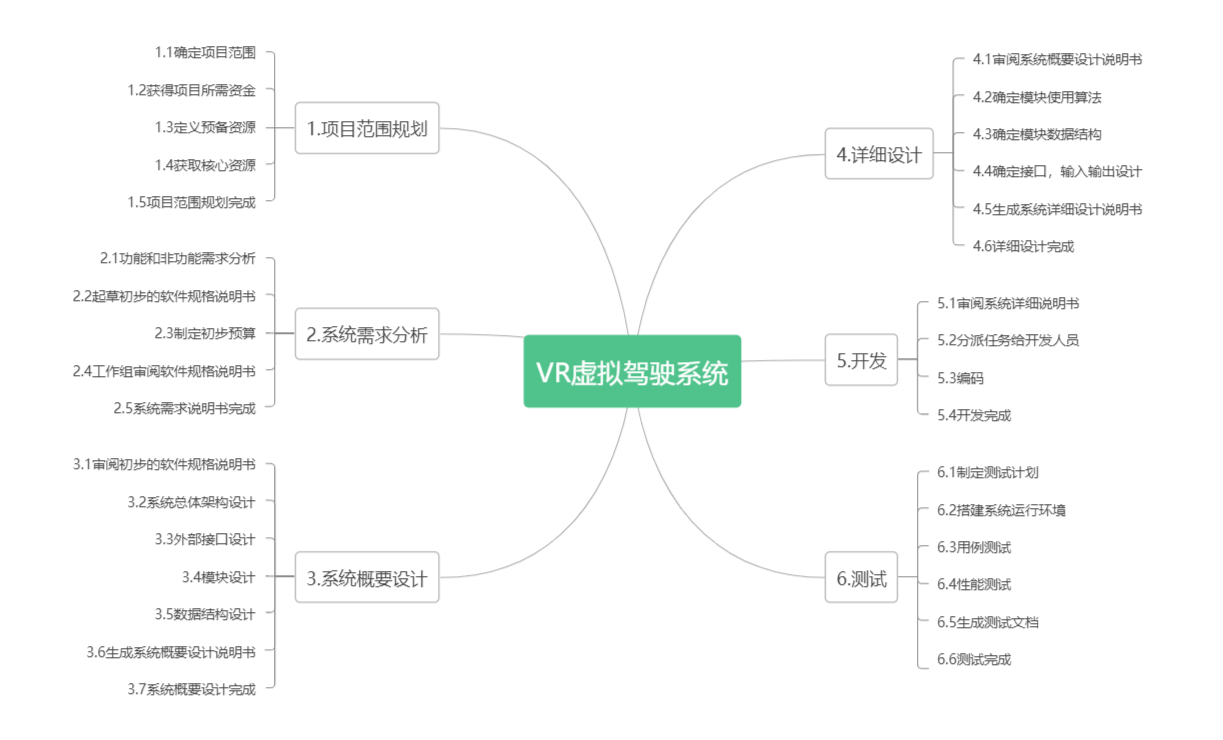 VR虚拟驾驶系统
1.项目范围规划
1.1确定项目范围
1.2获得项目所需资金
1.3定义预备资源
1.4获取核心资源
1.5项目范围规划完成
2.系统需求分析
2.1功能和非功能需求分析
2.2起草初步的软件规格说明书
2.3制定初步预算
2.4工作组审阅软件规格说明书
2.5系统需求说明书完成
3.系统概要设计
3.1审阅初步的软件规格说明书
3.2系统总体架构设计
3.3外部接口设计
3.4模块设计
3.5数据结构设计
3.6生成系统概要设计说明书
3.7系统概要设计完成
4.详细设计
4.1审阅系统概要设计说明书
4.2确定模块使用算法
4.3确定模块数据结构
4.4确定接口，输入输出设计
4.5生成系统详细设计说明书
4.6详细设计完成
5.开发
5.1审阅系统详细说明书
5.2分派任务给开发人员
5.3编码
5.4开发完成
6.测试
6.1制定测试计划
6.2搭建系统运行环境
6.3用例测试
6.4性能测试
6.5生成测试文档
6.6测试完成